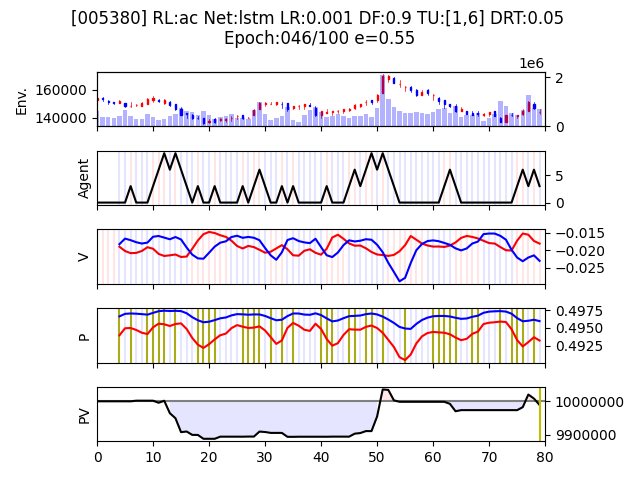 [005380] RL:ac Net:lstm LR:0.001 DF:0.9 TU:[1,6] DRT:0.05
Epoch:046/100 e=0.55
1e6
Env.
160000
140000
2
0
Agent
5
0
V
−0.015
−0.020
−0.025
P
0.4975
0.4950
0.4925
PV
10000000
9900000
0 10 20 30 40 50 60 70 80